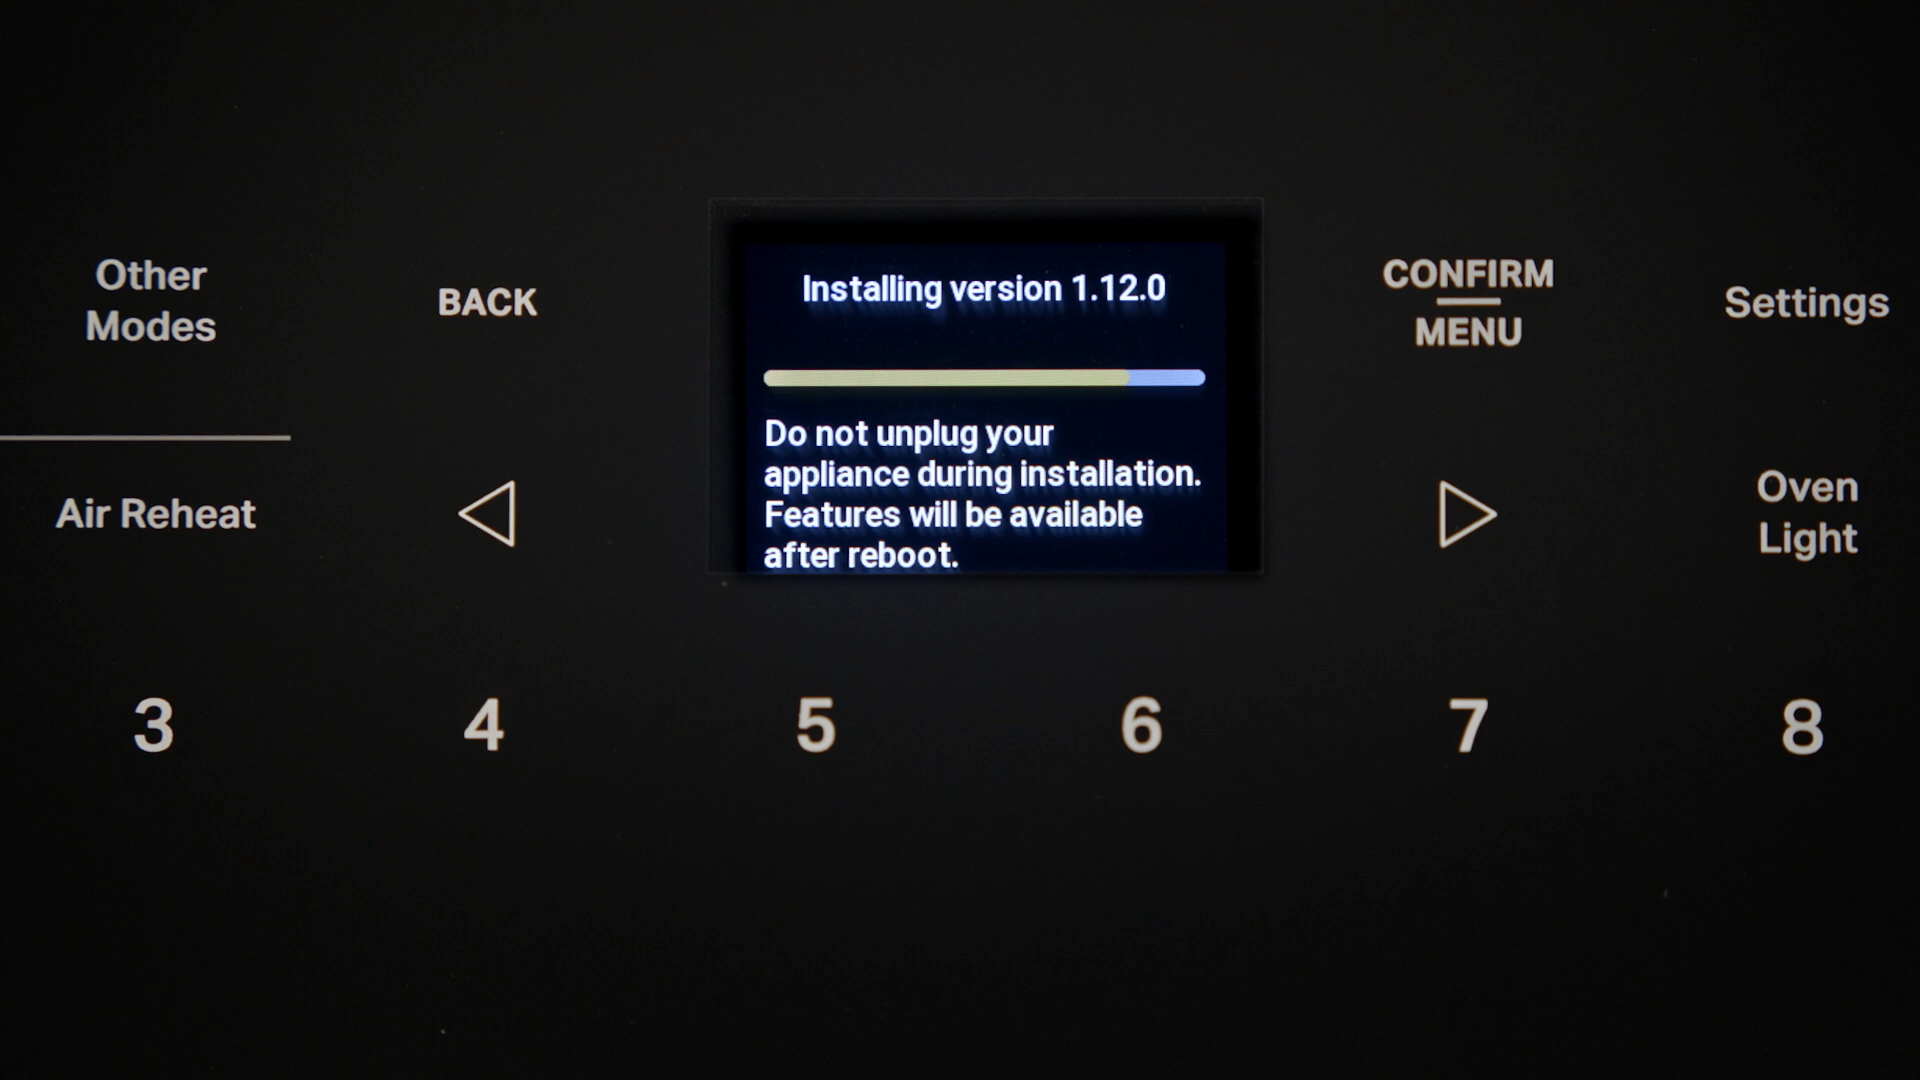 Other
Modes
BACK
Installing version 1.12.0
Do not unplug your
appliance during installation.
Features will be available
after reboot.
CONFIRM
MENU
Settings
Air Reheat
Oven
Light
3 4 5 6 7 8